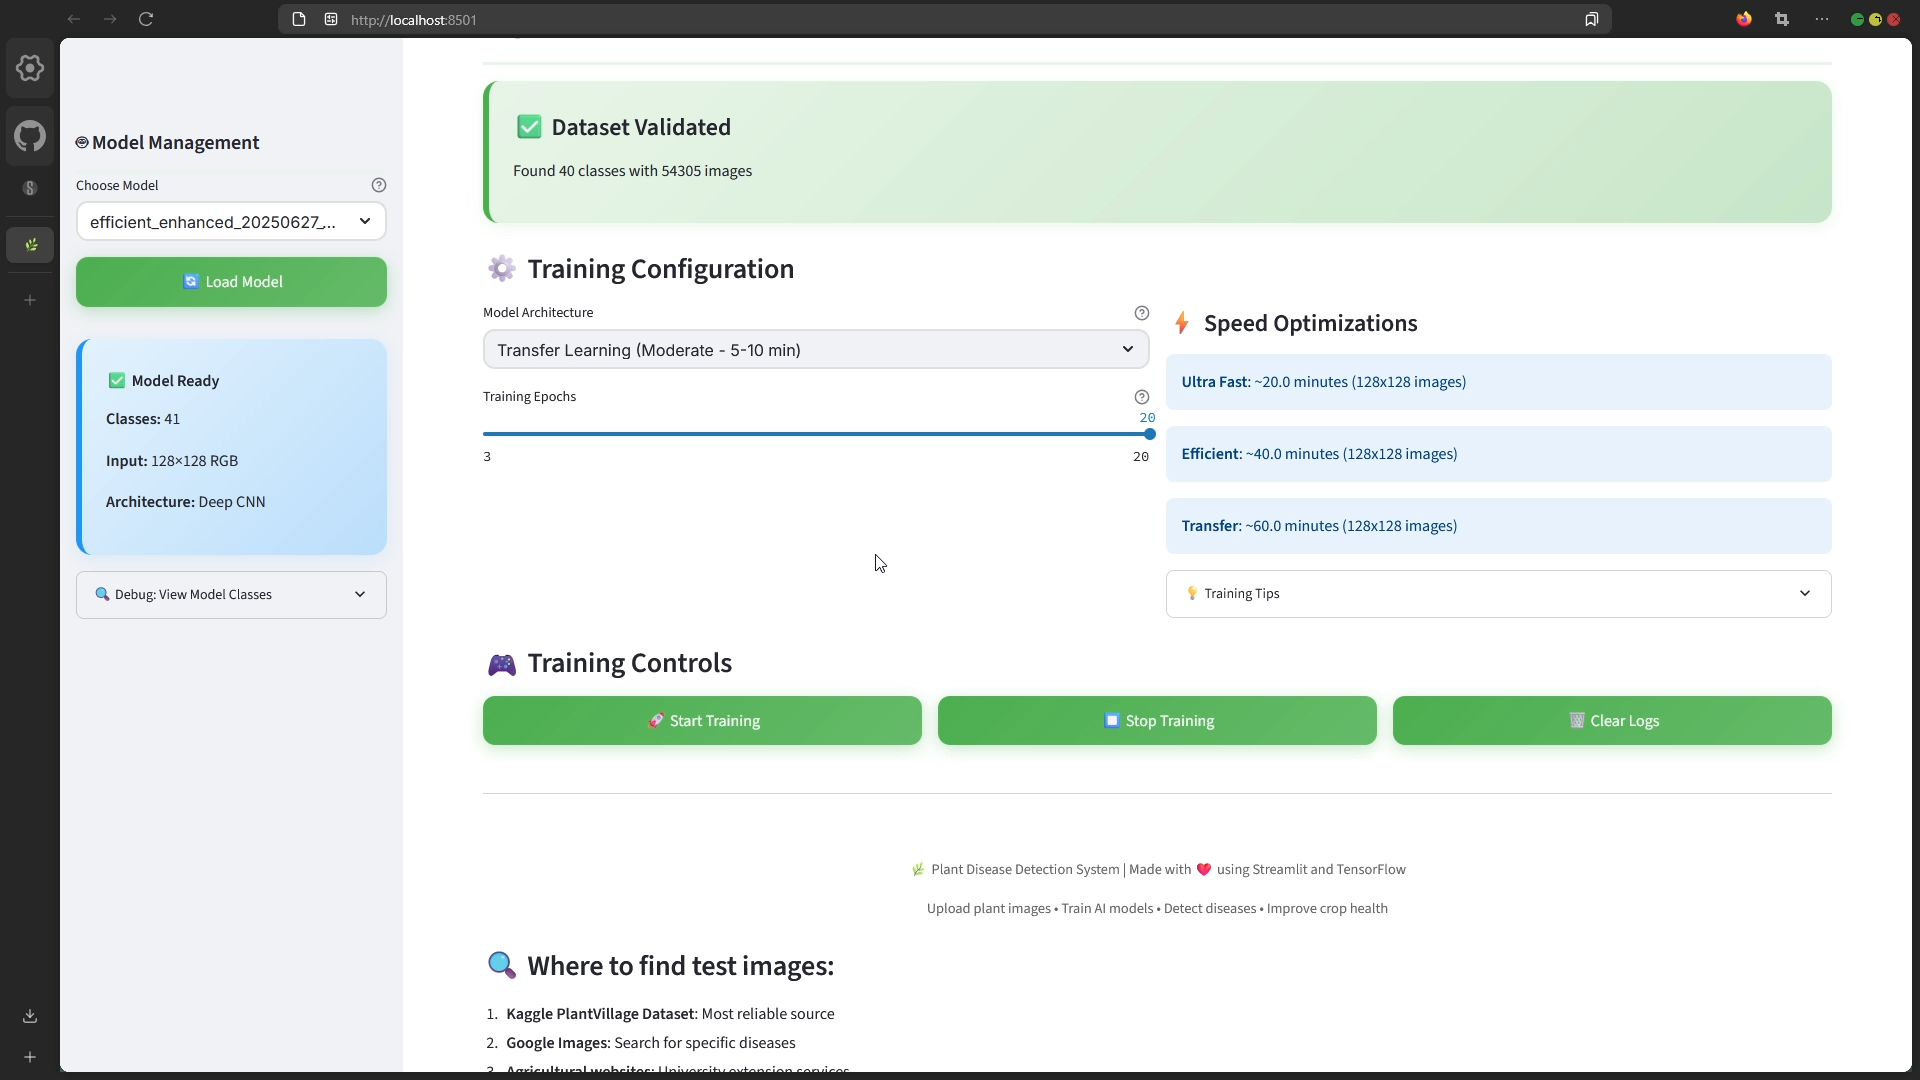 http://localhost:8501
Model Management
Choose Model
efficient_enhanced_20250627_...
Load Model
Model Ready
Classes: 41
Input: 128×128 RGB
Architecture: Deep CNN
Debug: View Model Classes
Dataset Validated
Found 40 classes with 54305 images
Training Configuration
Model Architecture
Transfer Learning (Moderate - 5-10 min)
Training Epochs
20
3
20
Speed Optimizations
Ultra Fast: ~20.0 minutes (128x128 images)
Efficient: ~40.0 minutes (128x128 images)
Transfer: ~60.0 minutes (128x128 images)
Training Tips
Training Controls
Start Training
Stop Training
Clear Logs
Plant Disease Detection System | Made with ❤️ using Streamlit and TensorFlow
Upload plant images • Train AI models • Detect diseases • Improve crop health
Where to find test images:
1. Kaggle PlantVillage Dataset: Most reliable source
2. Google Images: Search for specific diseases
3. Agricultural websites: University extension services